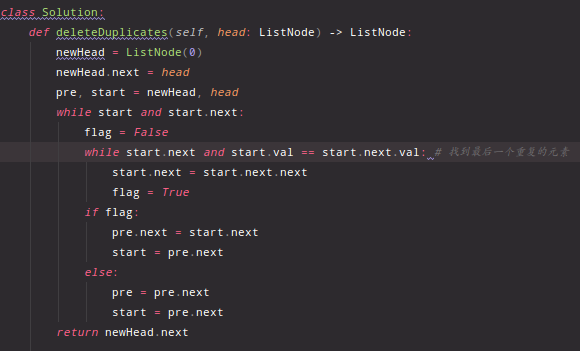 class Solution:
    def deleteDuplicates(self, head: ListNode) -> ListNode:
        newHead = ListNode(0)
        newHead.next = head
        pre, start = newHead, head
        while start and start.next:
            flag = False
            while start.next and start.val == start.next.val: # 找到最后一个重复的元素
                start.next = start.next.next
                flag = True
            if flag:
                pre.next = start.next
                start = pre.next
            else:
                pre = pre.next
                start = pre.next
        return newHead.next